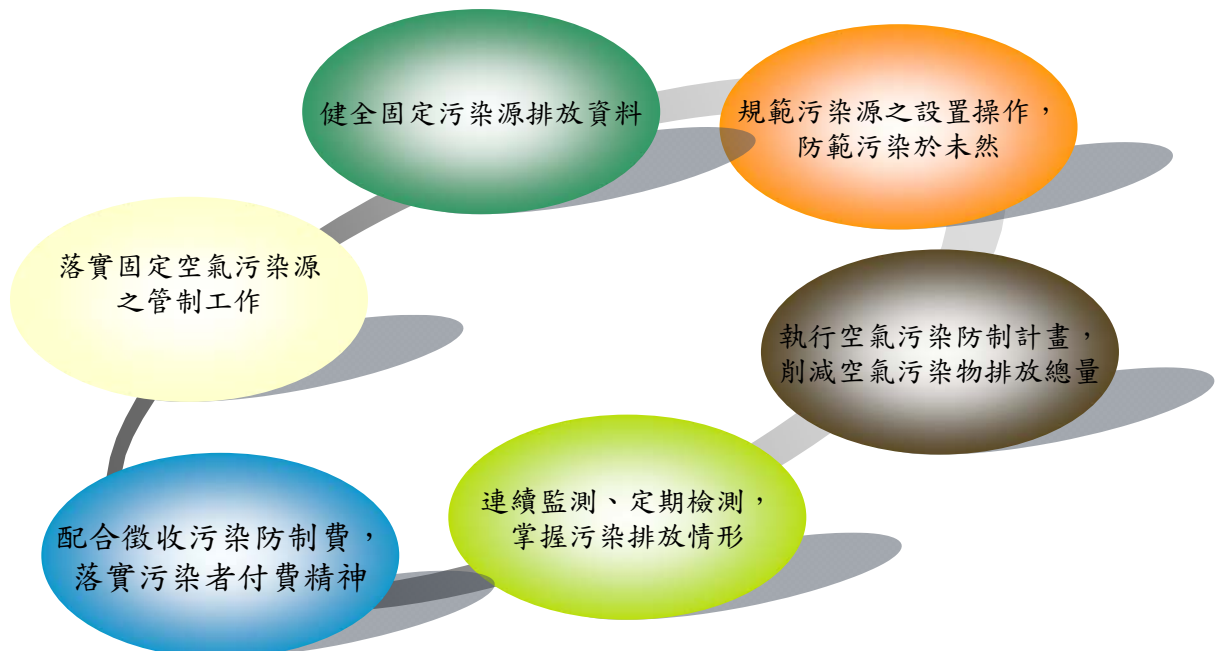 健全固定污染源排放資料
規範污染源之設置操作，
防範污染於未然
落實固定空氣污染源
之管制工作
執行空氣污染防制計畫，
削減空氣污染物排放總量
連續監測、定期檢測，
掌握污染排放情形
配合徵收污染防制費，
落實污染者付費精神